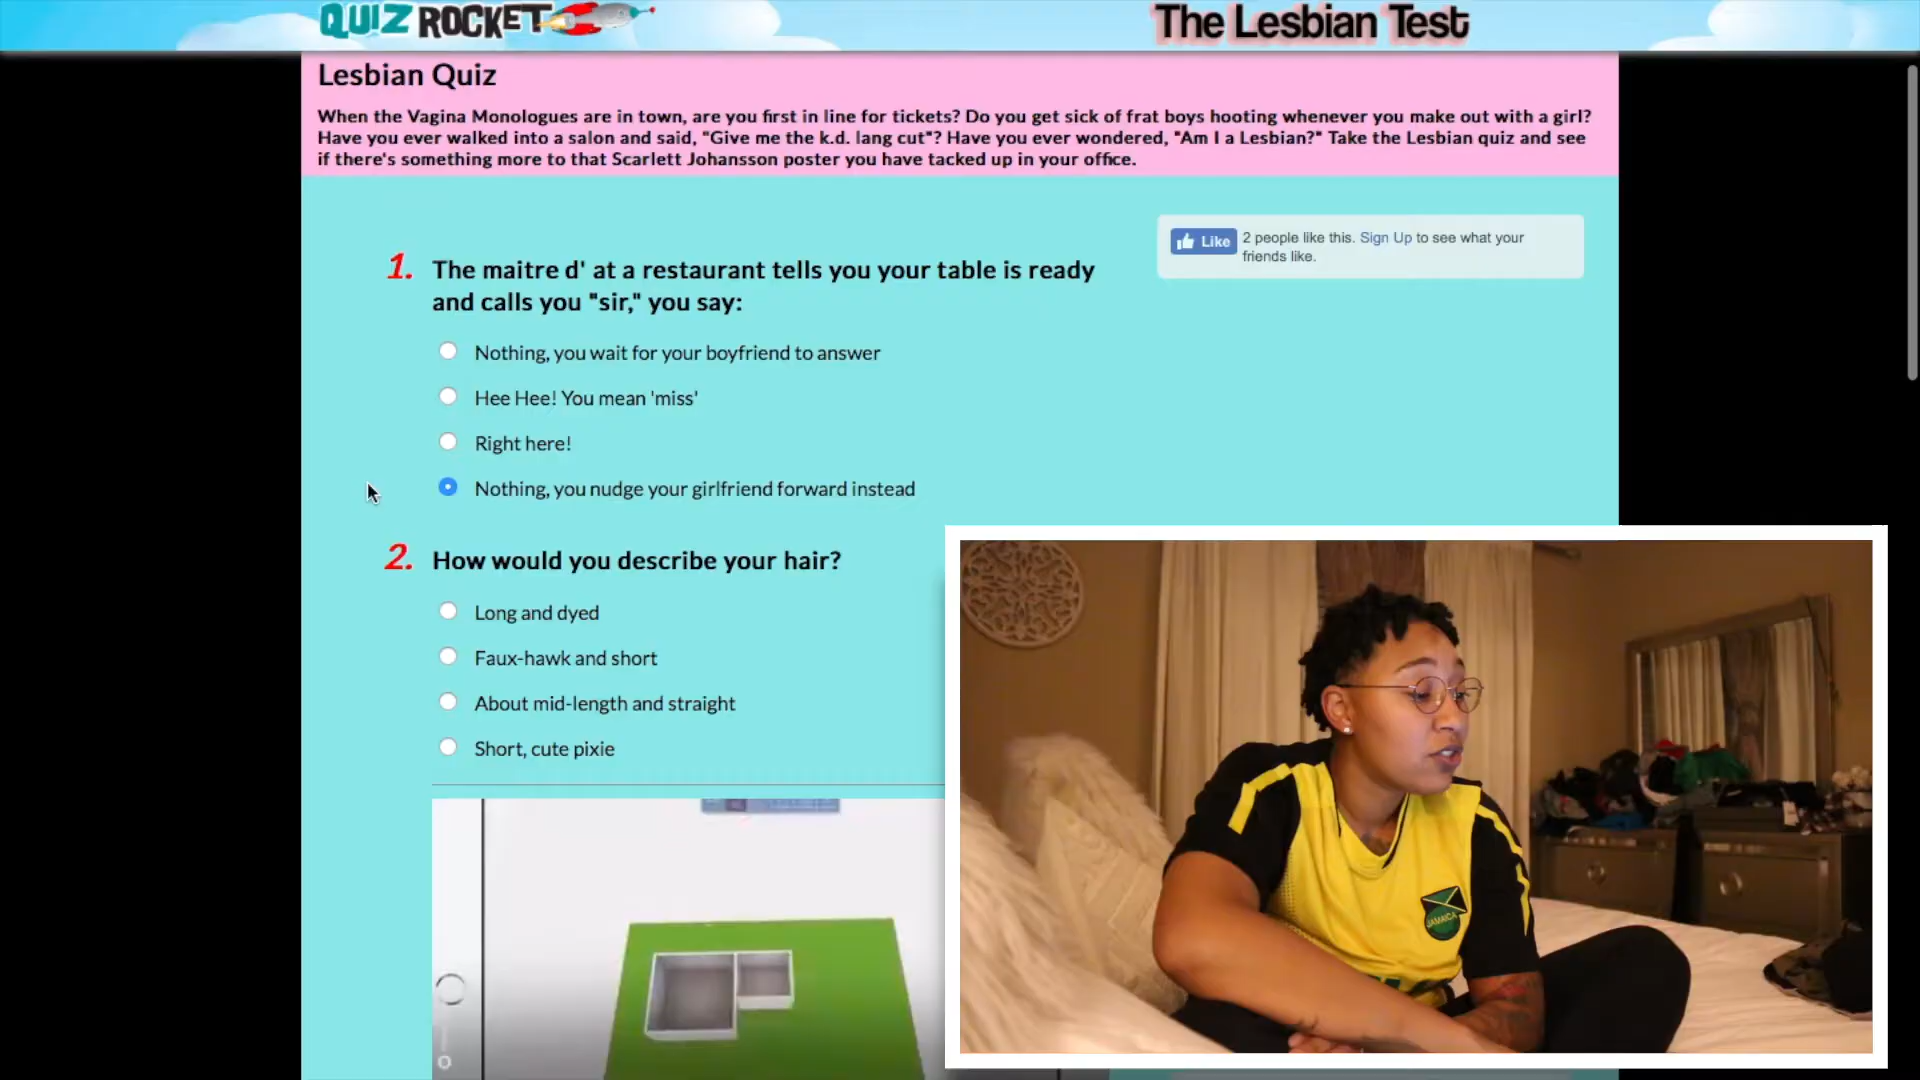 QUIZ ROCKET
The Lesbian Test
Lesbian Quiz
When the Vagina Monologues are in town, are you first in line for tickets? Do you get sick of frat boys hooting whenever you make out with a girl?
Have you ever walked into a salon and said, "Give me the k.d. lang cut"? Have you ever wondered, "Am I a Lesbian?" Take the Lesbian quiz and see
if there's something more to that Scarlett Johansson poster you have tacked up in your office.
Like
2 people like this. Sign Up to see what your
friends like.
1. The maitre d' at a restaurant tells you your table is ready
and calls you "sir," you say:
Nothing, you wait for your boyfriend to answer
Hee Hee! You mean 'miss'
Right here!
Nothing, you nudge your girlfriend forward instead
2. How would you describe your hair?
Long and dyed
Faux-hawk and short
About mid-length and straight
Short, cute pixie
JAMAICA